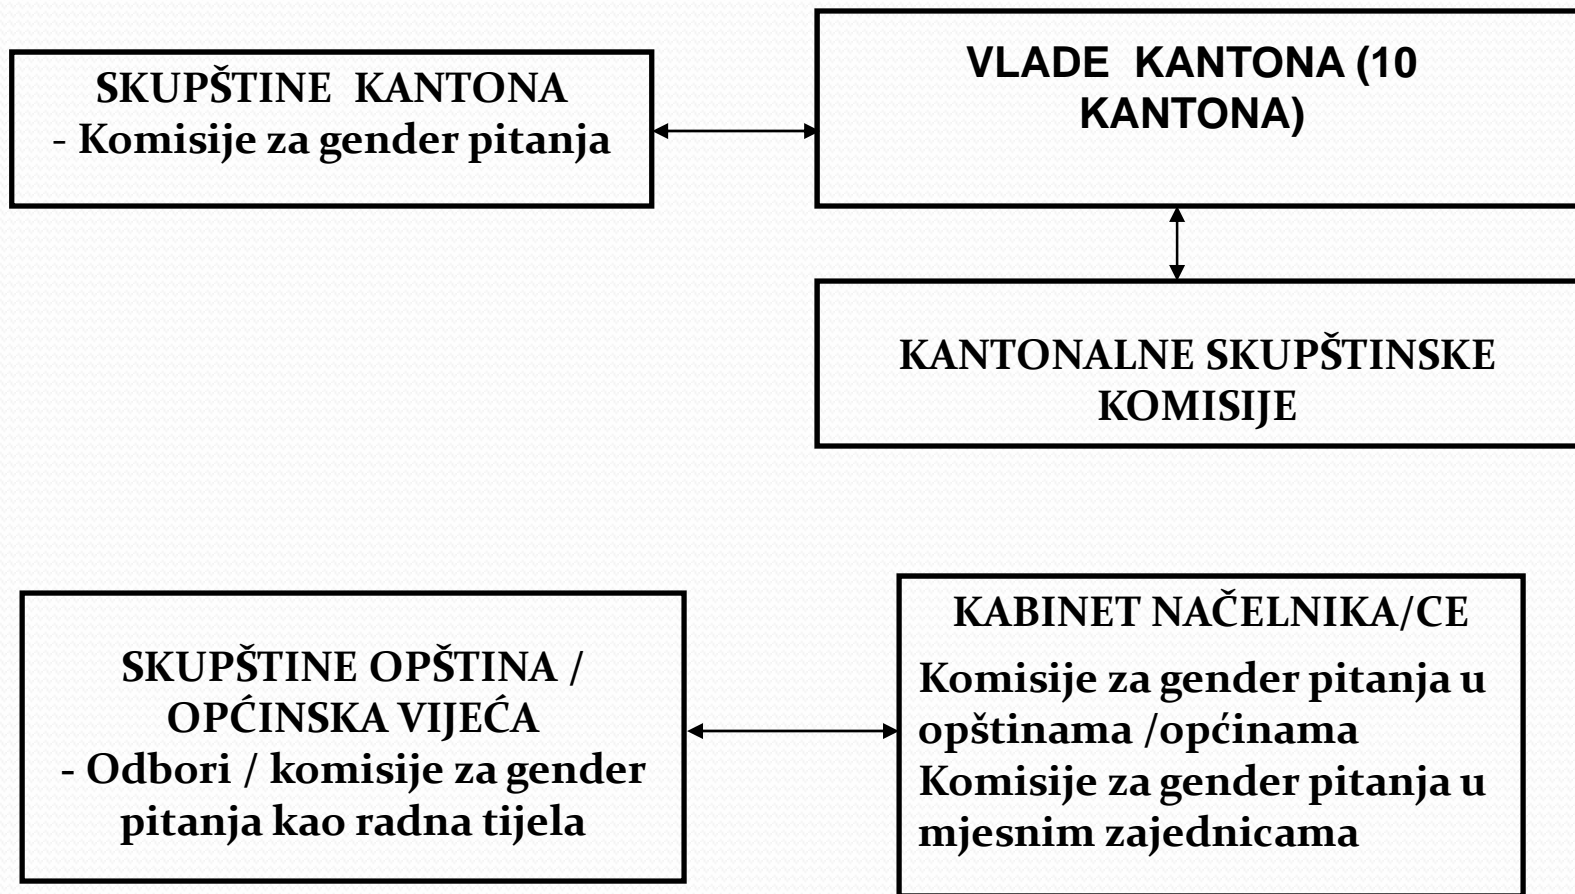 SKUPŠTINE KANTONA
- Komisije za gender pitanja
VLADE KANTONA (10
KANTONA)
KANTONALNE SKUPŠTINSKE
KOMISIJE
SKUPŠTINE OPŠTINA /
OPĆINSKA VIJEĆA
- Odbori / komisije za gender
pitanja kao radna tijela
KABINET NAČELNIKA/CE
Komisije za gender pitanja u
opštinama /općinama
Komisije za gender pitanja u
mjesnim zajednicama